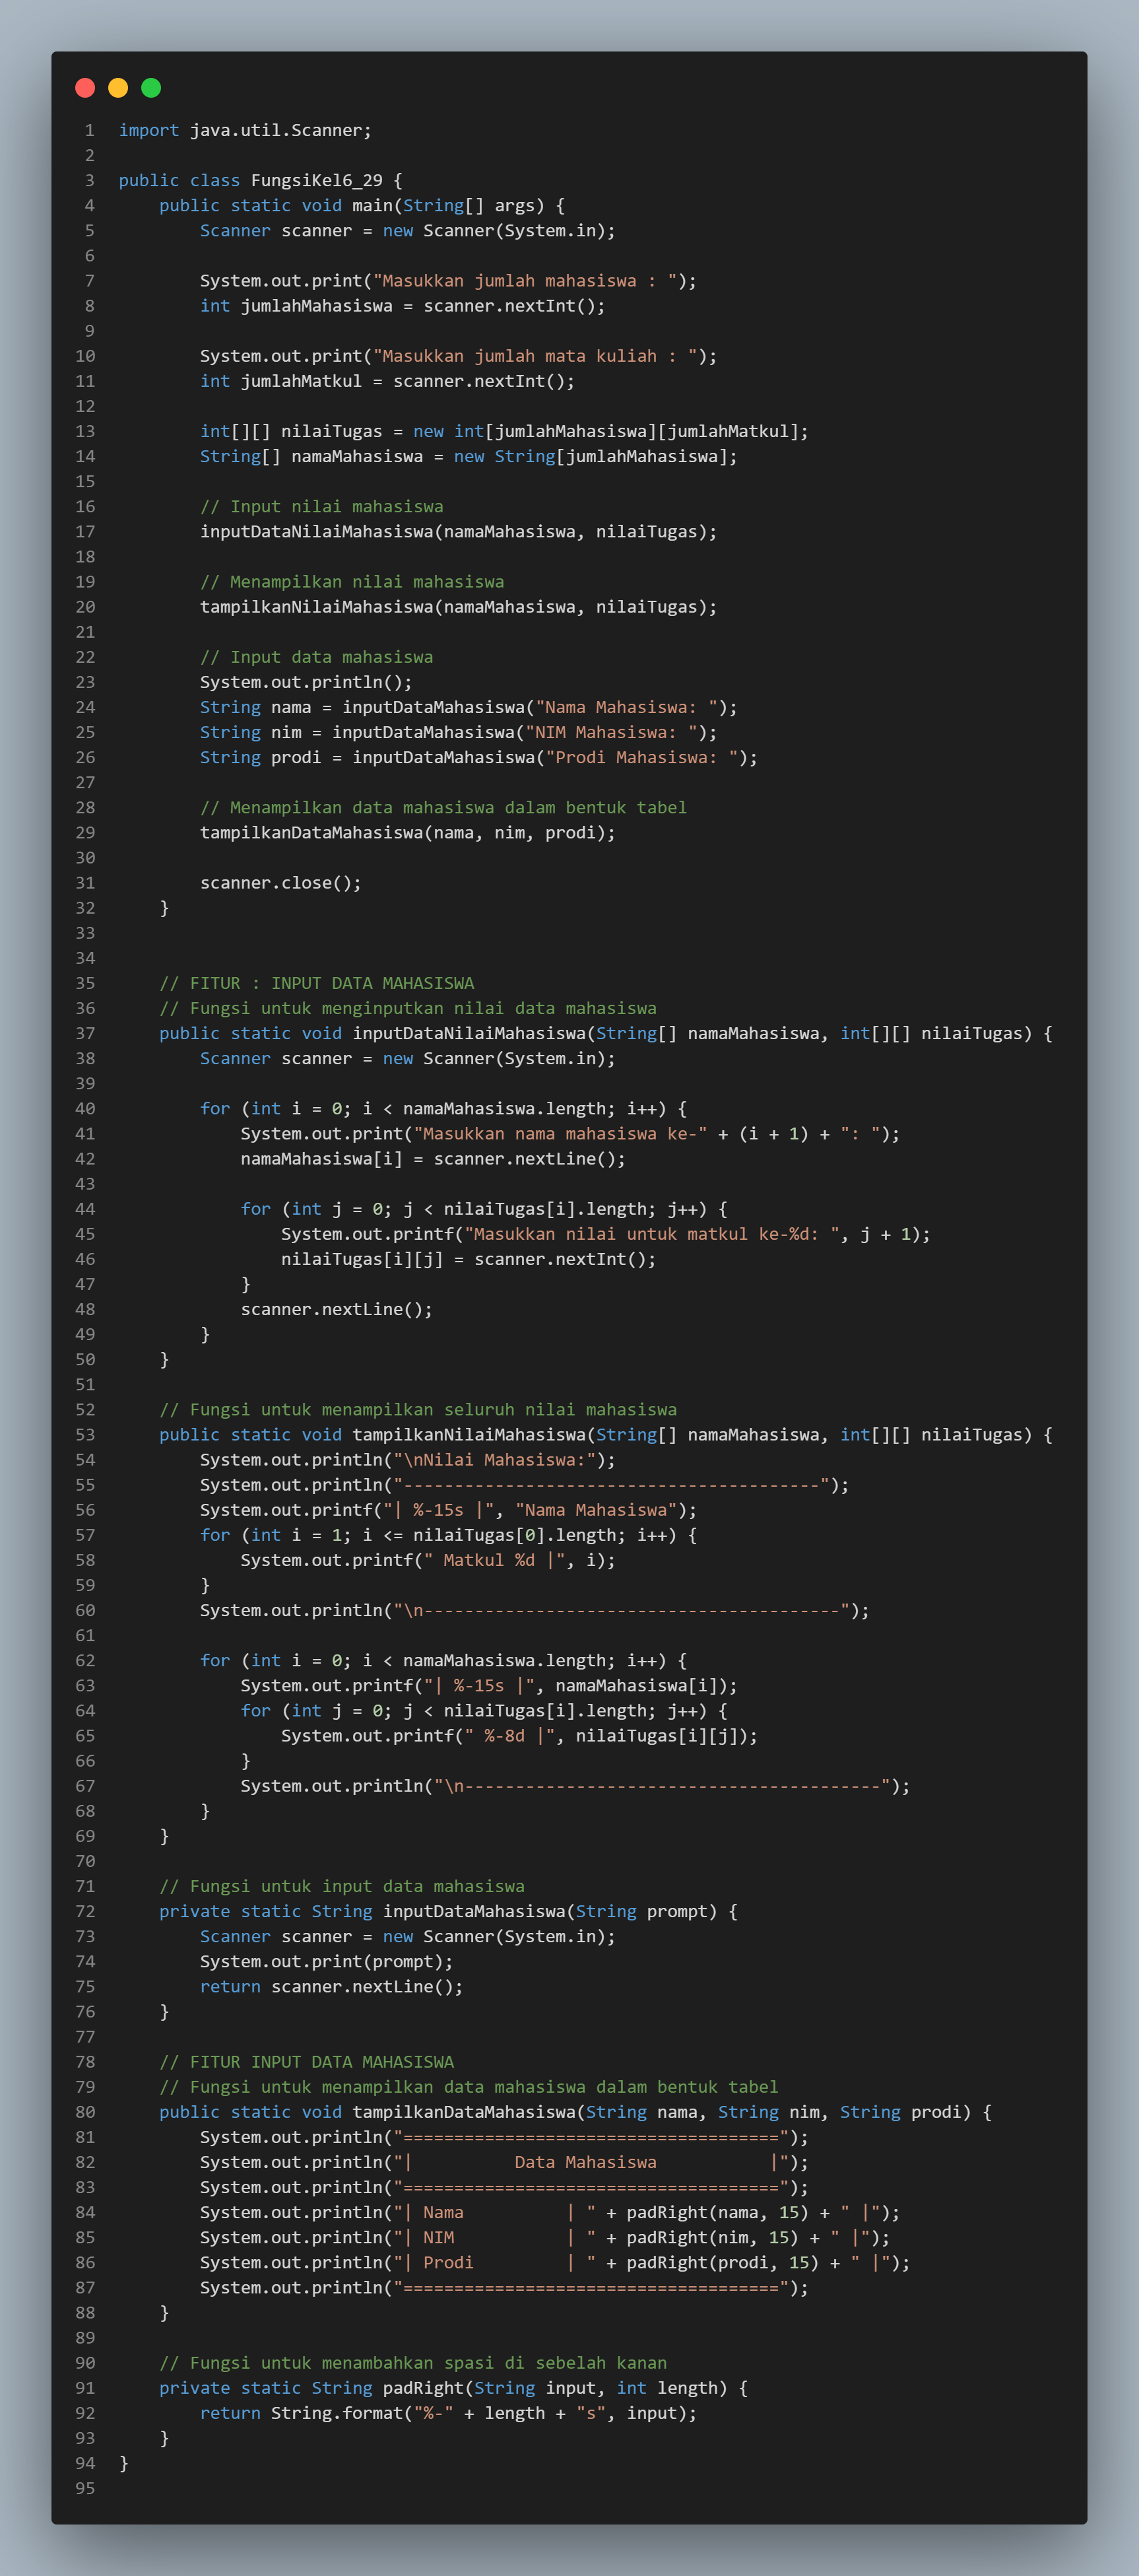 1 import java.util.Scanner;
2
3 public class FungsiKel6_29 {
4     public static void main(String[] args) {
5         Scanner scanner = new Scanner(System.in);
6
7         System.out.print("Masukkan jumlah mahasiswa : ");
8         int jumlahMahasiswa = scanner.nextInt();
9
10         System.out.print("Masukkan jumlah mata kuliah : ");
11         int jumlahMatkul = scanner.nextInt();
12
13         int[][] nilaiTugas = new int[jumlahMahasiswa][jumlahMatkul];
14         String[] namaMahasiswa = new String[jumlahMahasiswa];
15
16         // Input nilai mahasiswa
17         inputDataNilaiMahasiswa(namaMahasiswa, nilaiTugas);
18
19         // Menampilkan nilai mahasiswa
20         tampilkanNilaiMahasiswa(namaMahasiswa, nilaiTugas);
21
22         // Input data mahasiswa
23         System.out.println();
24         String nama = inputDataMahasiswa("Nama Mahasiswa: ");
25         String nim = inputDataMahasiswa("NIM Mahasiswa: ");
26         String prodi = inputDataMahasiswa("Prodi Mahasiswa: ");
27
28         // Menampilkan data mahasiswa dalam bentuk tabel
29         tampilkanDataMahasiswa(nama, nim, prodi);
30
31         scanner.close();
32     }
33
34
35     // FITUR : INPUT DATA MAHASISWA
36     // Fungsi untuk menginputkan nilai data mahasiswa
37     public static void inputDataNilaiMahasiswa(String[] namaMahasiswa, int[][] nilaiTugas) {
38         Scanner scanner = new Scanner(System.in);
39
40         for (int i = 0; i < namaMahasiswa.length; i++) {
41             System.out.print("Masukkan nama mahasiswa ke-" + (i + 1) + ": ");
42             namaMahasiswa[i] = scanner.nextLine();
43
44             for (int j = 0; j < nilaiTugas[i].length; j++) {
45                 System.out.printf("Masukkan nilai untuk matkul ke-%d: ", j + 1);
46                 nilaiTugas[i][j] = scanner.nextInt();
47             }
48             scanner.nextLine();
49         }
50     }
51
52     // Fungsi untuk menampilkan seluruh nilai mahasiswa
53     public static void tampilkanNilaiMahasiswa(String[] namaMahasiswa, int[][] nilaiTugas) {
54         System.out.println("\nNilai Mahasiswa:");
55         System.out.println("-----------------------------------------");
56         System.out.printf("| %-15s |", "Nama Mahasiswa");
57         for (int i = 1; i <= nilaiTugas[0].length; i++) {
58             System.out.printf(" Matkul %d |", i);
59         }
60         System.out.println("\n-----------------------------------------");
61
62         for (int i = 0; i < namaMahasiswa.length; i++) {
63             System.out.printf("| %-15s |", namaMahasiswa[i]);
64             for (int j = 0; j < nilaiTugas[i].length; j++) {
65                 System.out.printf(" %-8d |", nilaiTugas[i][j]);
66             }
67             System.out.println("\n-----------------------------------------");
68         }
69     }
70
71     // Fungsi untuk input data mahasiswa
72     private static String inputDataMahasiswa(String prompt) {
73         Scanner scanner = new Scanner(System.in);
74         System.out.print(prompt);
75         return scanner.nextLine();
76     }
77
78     // FITUR INPUT DATA MAHASISWA
79     // Fungsi untuk menampilkan data mahasiswa dalam bentuk tabel
80     public static void tampilkanDataMahasiswa(String nama, String nim, String prodi) {
81         System.out.println("=====================================");
82         System.out.println("|          Data Mahasiswa           |");
83         System.out.println("=====================================");
84         System.out.println("| Nama          | " + padRight(nama, 15) + " |");
85         System.out.println("| NIM           | " + padRight(nim, 15) + " |");
86         System.out.println("| Prodi         | " + padRight(prodi, 15) + " |");
87         System.out.println("=====================================");
88     }
89
90     // Fungsi untuk menambahkan spasi di sebelah kanan
91     private static String padRight(String input, int length) {
92         return String.format("%-" + length + "s", input);
93     }
94 }
95